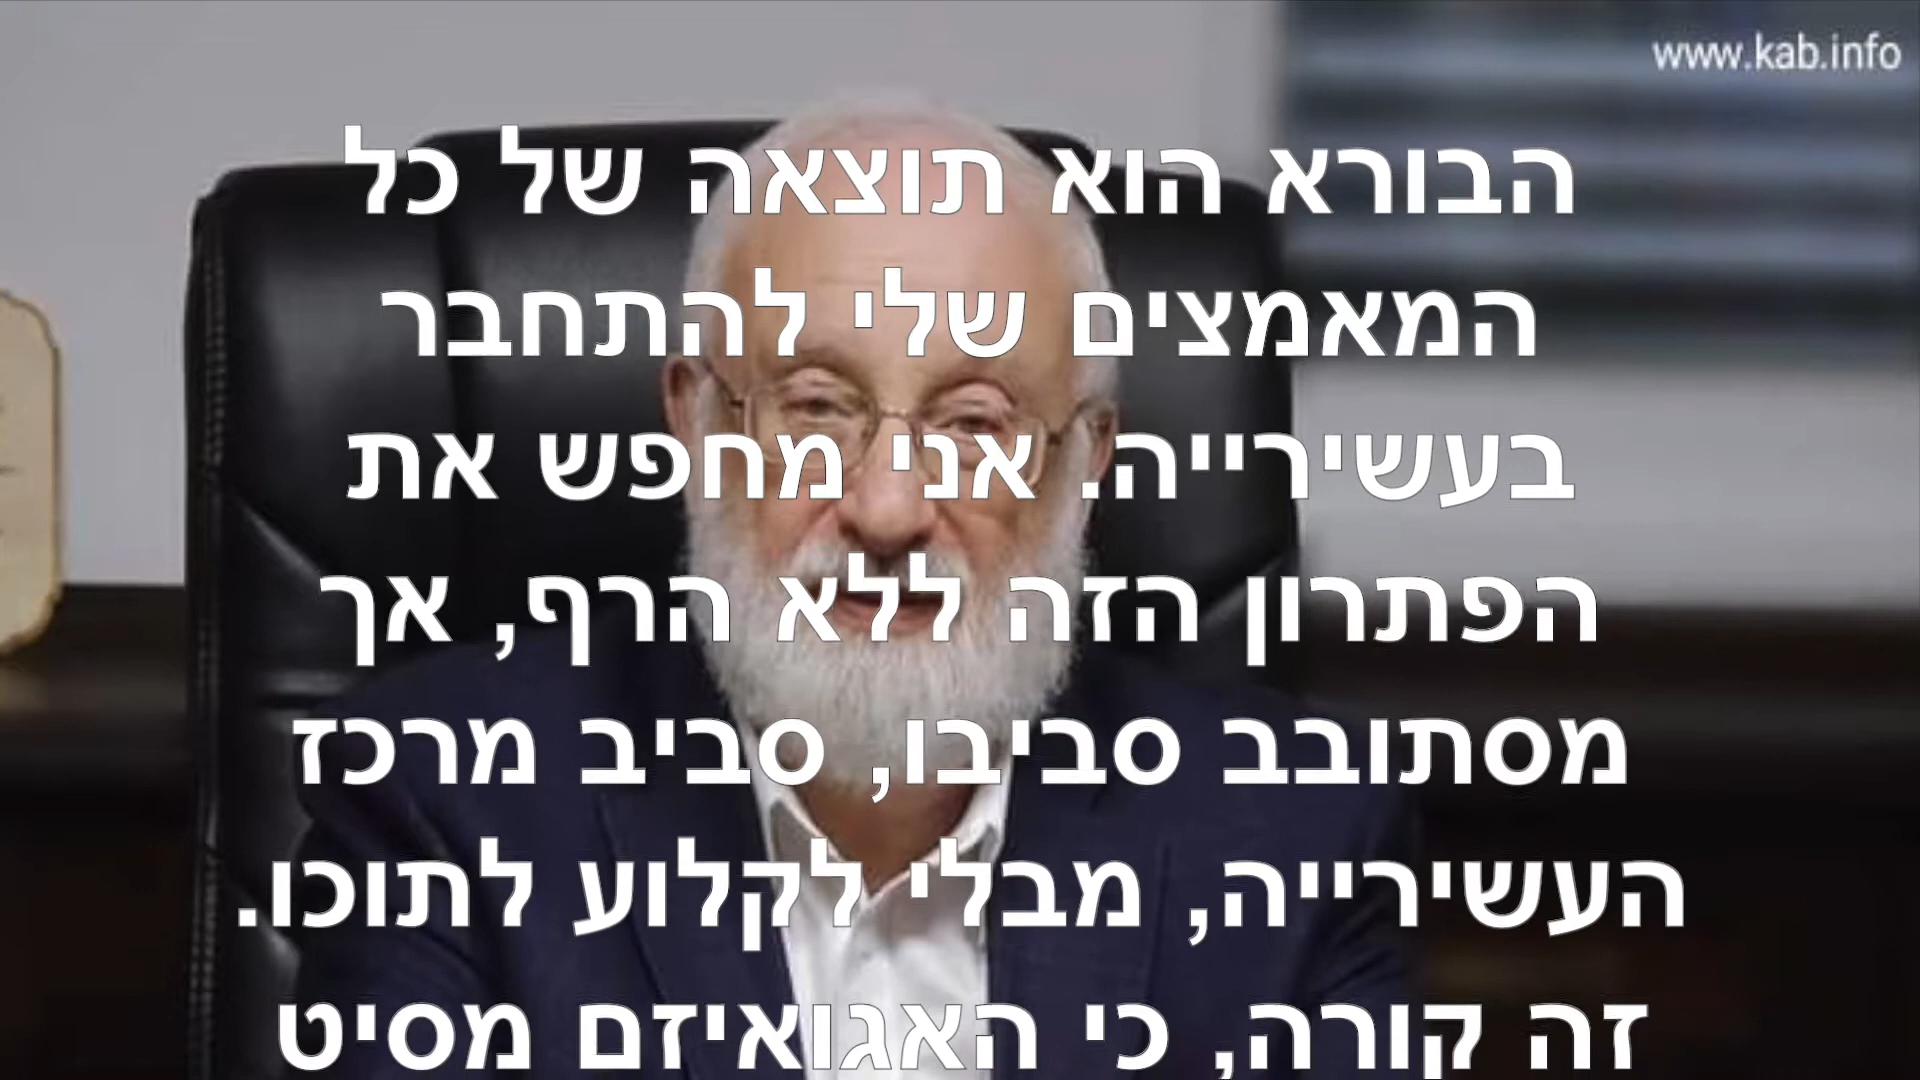 www.kab.info
הבורא הוא תוצאה של כל
המאמצים שלי להתחבר
בעשירייה. אני מחפש את
הפתרון הזה ללא הרף, אך
מסתובב סביבו, סביב מרכז
העשירייה, מבלי לקלוע לתוכו.
זה קורה, כי האגואיזם מסיט